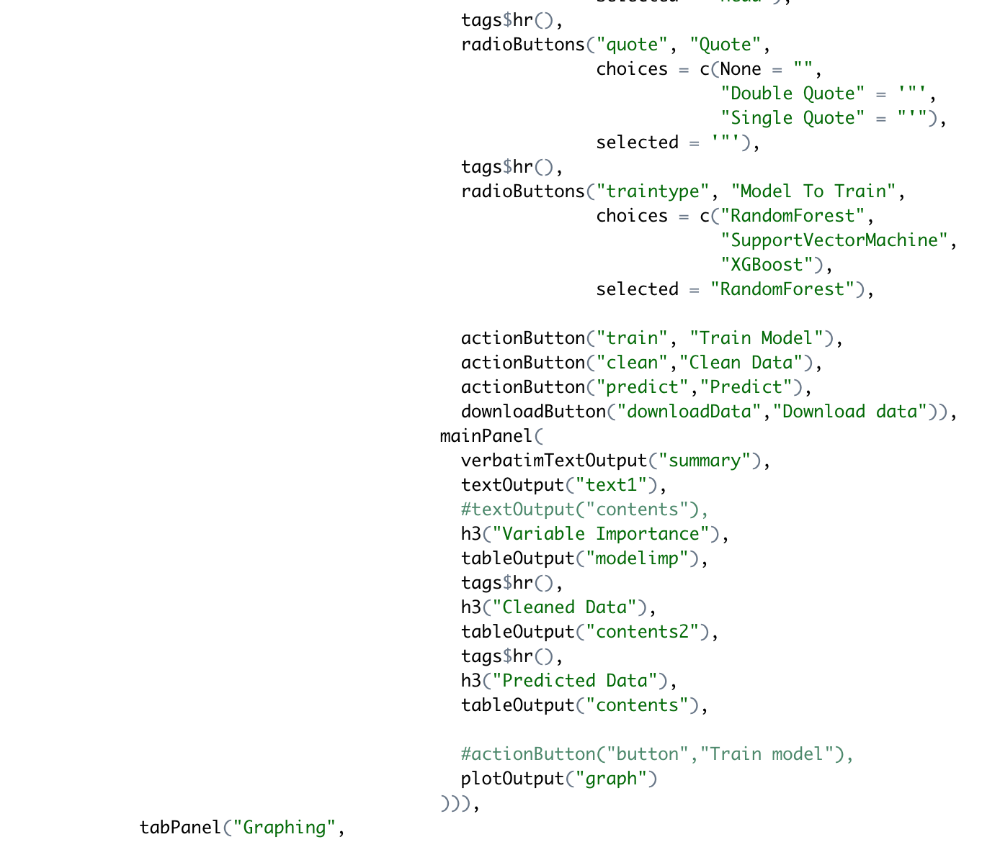 selected = "head"),
tags$hr(),
radioButtons("quote", "Quote",
choices = c(None = "",
"Double Quote" = '"',
"Single Quote" = "'"),
selected = '"'),
tags$hr(),
radioButtons("traintype", "Model To Train",
choices = c("RandomForest",
"SupportVectorMachine",
"XGBoost"),
selected = "RandomForest"),
actionButton("train", "Train Model"),
actionButton("clean","Clean Data"),
actionButton("predict","Predict"),
downloadButton("downloadData","Download data")),
mainPanel(
verbatimTextOutput("summary"),
textOutput("text1"),
#textOutput("contents"),
h3("Variable Importance"),
tableOutput("modelimp"),
tags$hr(),
h3("Cleaned Data"),
tableOutput("contents2"),
tags$hr(),
h3("Predicted Data"),
tableOutput("contents"),
#actionButton("button","Train model"),
plotOutput("graph")
))),
tabPanel("Graphing",